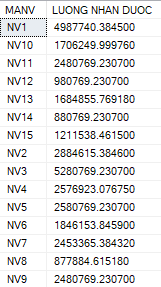 MANV LUONG NHAN DUOC
NV1 4987740.384500
NV10 1706249.999760
NV11 2480769.230700
NV12 980769.230700
NV13 1684855.769180
NV14 880769.230700
NV15 1211538.461500
NV2 2884615.384600
NV3 5280769.230700
NV4 2576923.076750
NV5 2580769.230700
NV6 1846153.845900
NV7 2453365.384320
NV8 877884.615180
NV9 2480769.230700